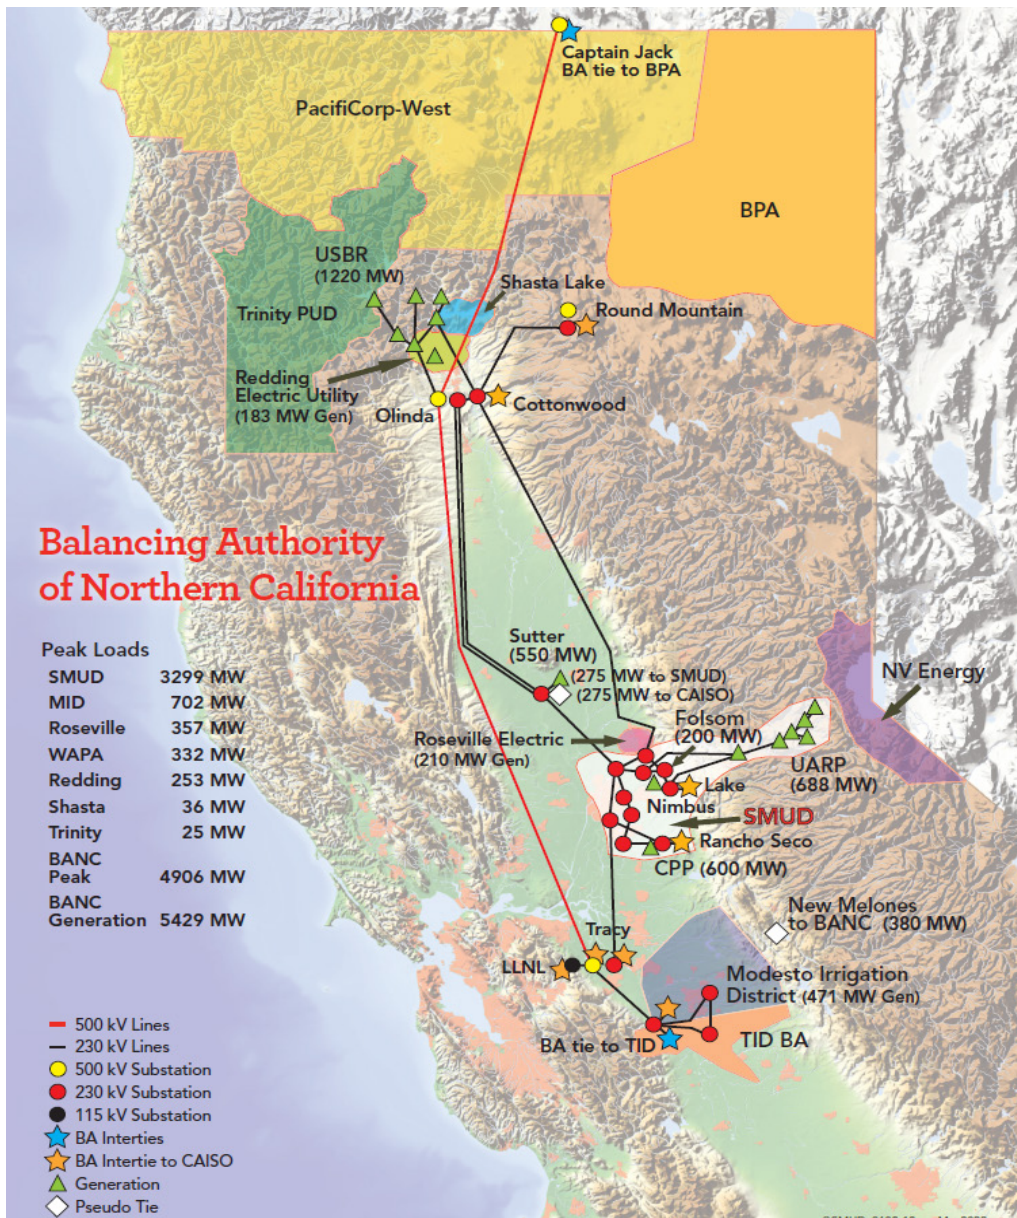 Captain Jack
BA tie to BPA
PacifiCorp-West
BPA
USBR
(1220 MW)
Shasta Lake
Trinity PUD
Round Mountain
Redding
Electric Utility
(183 MW Gen)
Olinda
Cottonwood
Balancing Authority
of Northern California
Peak Loads
SMUD 3299 MW
MID 702 MW
Roseville 357 MW
WAPA 332 MW
Redding 253 MW
Shasta 36 MW
Trinity 25 MW
BANC
Peak 4906 MW
BANC
Generation 5429 MW
Sutter
(550 MW)
(275 MW to SMUD)
(275 MW to CAISO)
NV Energy
Folsom
(200 MW)
Roseville Electric
(210 MW Gen)
UARP
(688 MW)
Lake
Nimbus
SMUD
Rancho Seco
CPP (600 MW)
New Melones
to BANC (380 MW)
Tracy
LLNL
Modesto Irrigation
District (471 MW Gen)
BA tie to TID
TID BA
500 kV Lines
230 kV Lines
500 kV Substation
230 kV Substation
115 kV Substation
BA Interties
BA Intertie to CAISO
Generation
Pseudo Tie